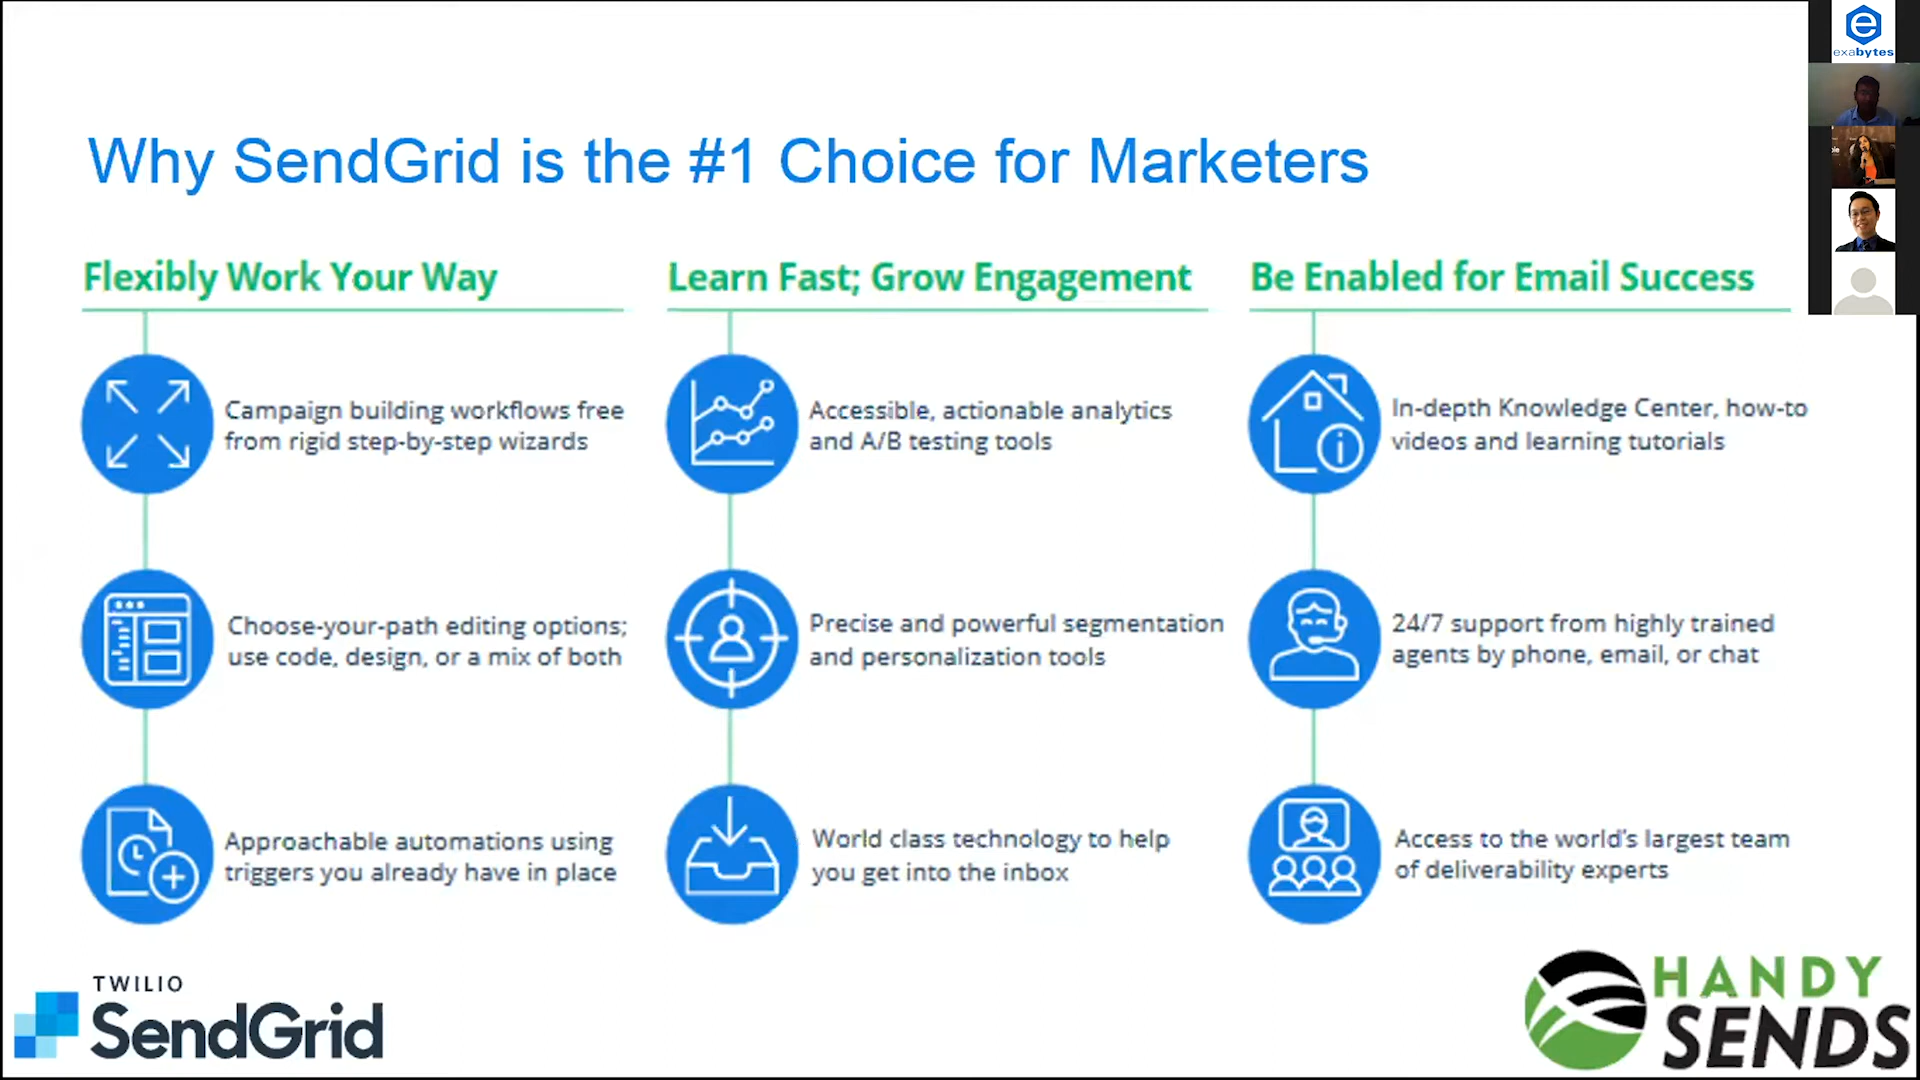 Why SendGrid is the #1 Choice for Marketers
Flexibly Work Your Way
Campaign building workflows free
from rigid step-by-step wizards
Choose-your-path editing options;
use code, design, or a mix of both
Approachable automations using
triggers you already have in place
Learn Fast; Grow Engagement
Accessible, actionable analytics
and A/B testing tools
Precise and powerful segmentation
and personalization tools
World class technology to help
you get into the inbox
Be Enabled for Email Success
In-depth Knowledge Center, how-to
videos and learning tutorials
24/7 support from highly trained
agents by phone, email, or chat
Access to the world's largest team
of deliverability experts
TWILIO
SendGrid
HANDY
SENDS
exabytes